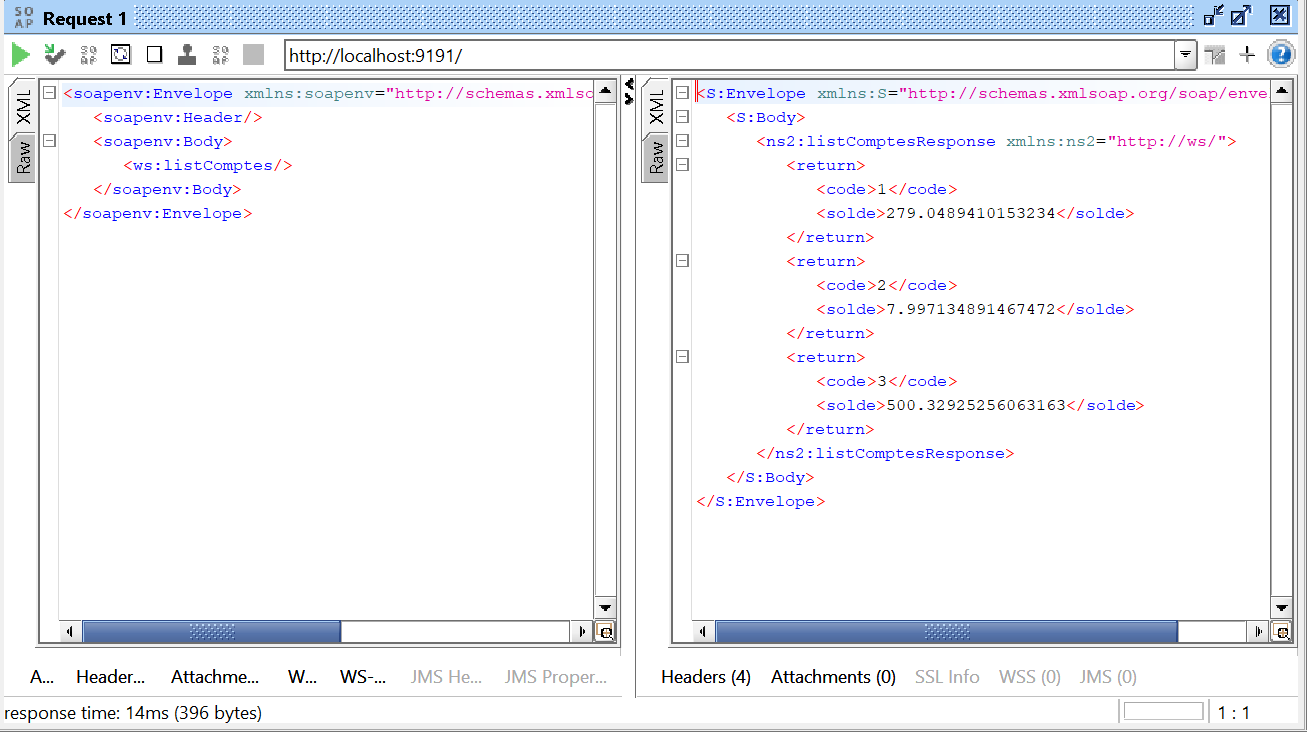 SO AP Request 1
http://localhost:9191/
XML
Raw
<soapenv:Envelope xmlns:soapenv="http://schemas.xmlso
<soapenv:Header/>
<soapenv:Body>
<ws:listComptes/>
</soapenv:Body>
</soapenv:Envelope>
XML
Raw
<S:Envelope xmlns:S="http://schemas.xmlsoap.org/soap/enve
<S:Body>
<ns2:listComptesResponse xmlns:ns2="http://ws/">
<return>
<code>1</code>
<solde>279.0489410153234</solde>
</return>
<return>
<code>2</code>
<solde>7.997134891467472</solde>
</return>
<return>
<code>3</code>
<solde>500.32925256063163</solde>
</return>
</ns2:listComptesResponse>
</S:Body>
</S:Envelope>
A... Header... Attachme... W... WS-... JMS He... JMS Proper...
Headers (4) Attachments (0) SSL Info WSS (0) JMS (0)
response time: 14ms (396 bytes)
1 : 1